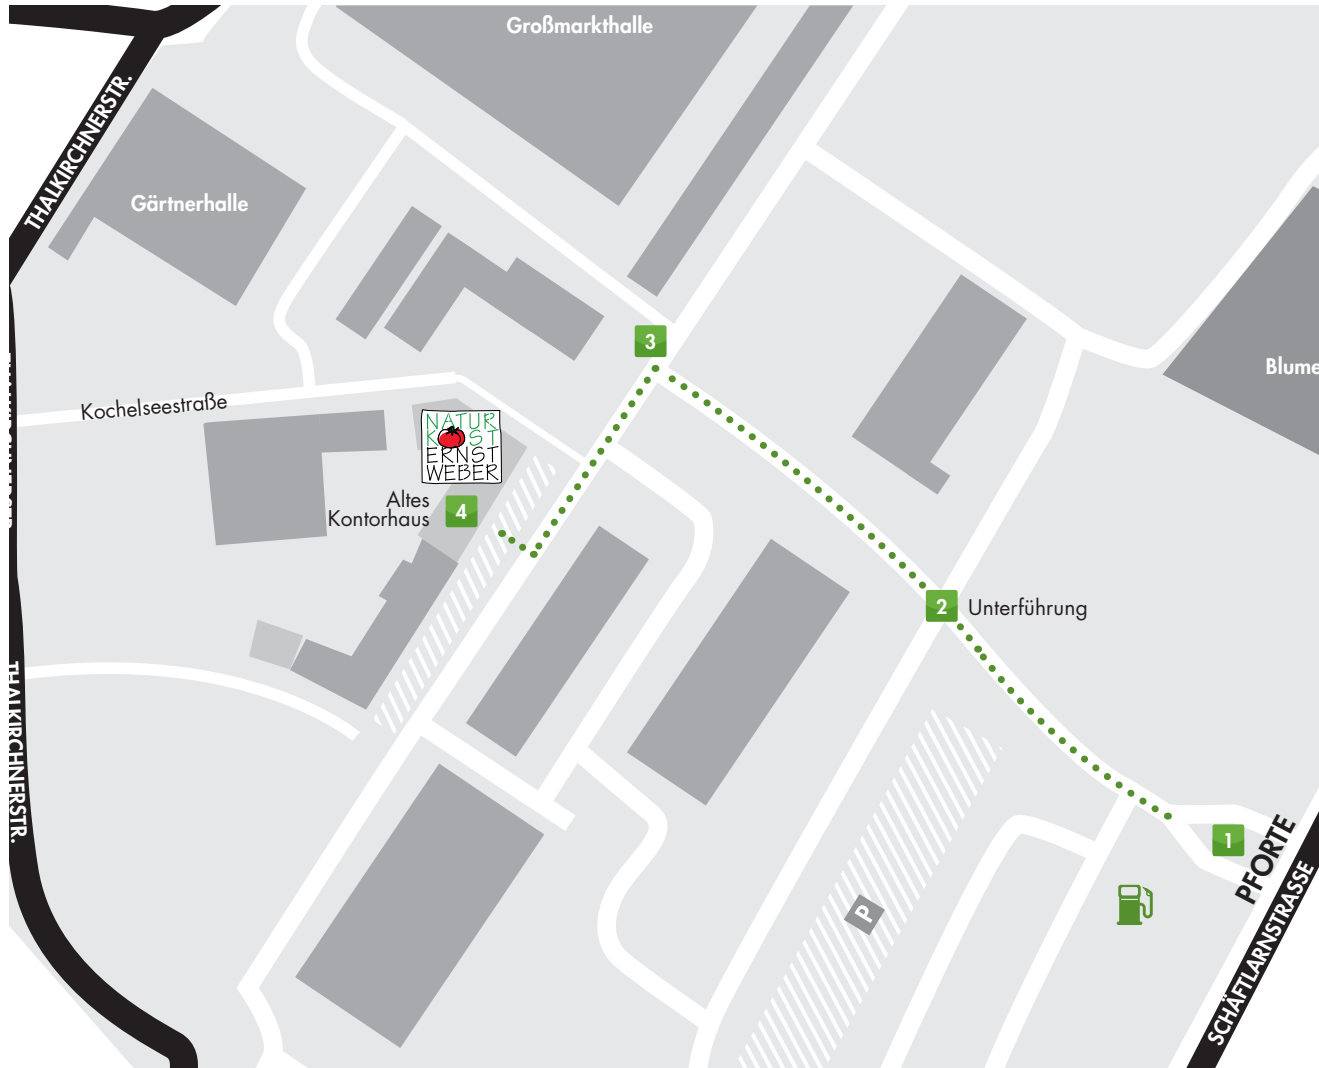 Großmarkthalle
THALKIRCHNERSTR.
Gärtnerhalle
3
Blume
Kochelseestraße
NATUR
KOST
ERNST
WEBER
Altes
Kontorhaus
4
2
Unterführung
THALKIRCHNERSTR.
1
PFORTE
P
SCHÄFTLARNSTRASSE